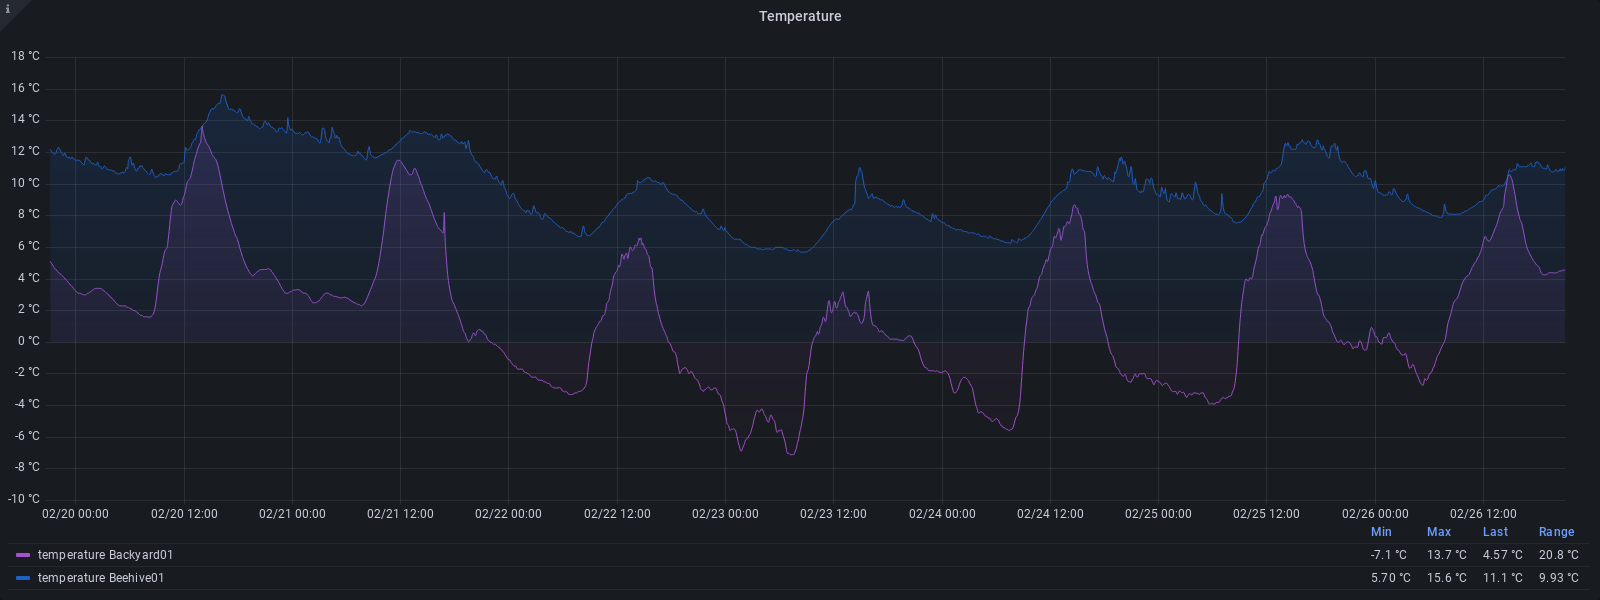 i
Temperature
18 °C
16 °C
14 °C
12 °C
10 °C
8 °C
6 °C
4 °C
2 °C
0 °C
-2 °C
-4 °C
-6 °C
-8 °C
-10 °C
02/20 00:00 02/20 12:00 02/21 00:00 02/21 12:00 02/22 00:00 02/22 12:00 02/23 00:00 02/23 12:00 02/24 00:00 02/24 12:00 02/25 00:00 02/25 12:00 02/26 00:00 02/26 12:00
Min Max Last Range
temperature Backyard01 -7.1 °C 13.7 °C 4.57 °C 20.8 °C
temperature Beehive01 5.70 °C 15.6 °C 11.1 °C 9.93 °C